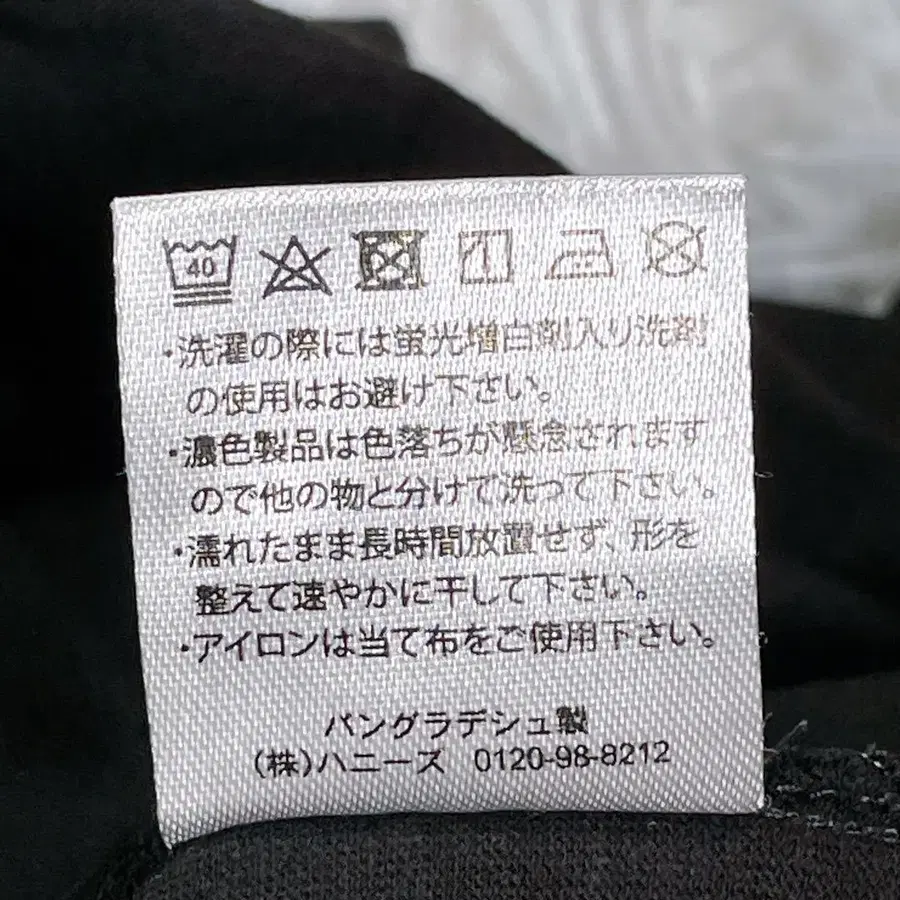 40
・洗濯の際には蛍光増白剤入り洗剤
の使用はお避け下さい。
・濃色製品は色落ちが懸念されます
ので他の物と分けて洗って下さい。
・濡れたまま長時間放置せず、形を
整えて速やかに干して下さい。
・アイロンは当て布をご使用下さい。
バングラデシュ製
(株)ハニーズ 0120-98-8212